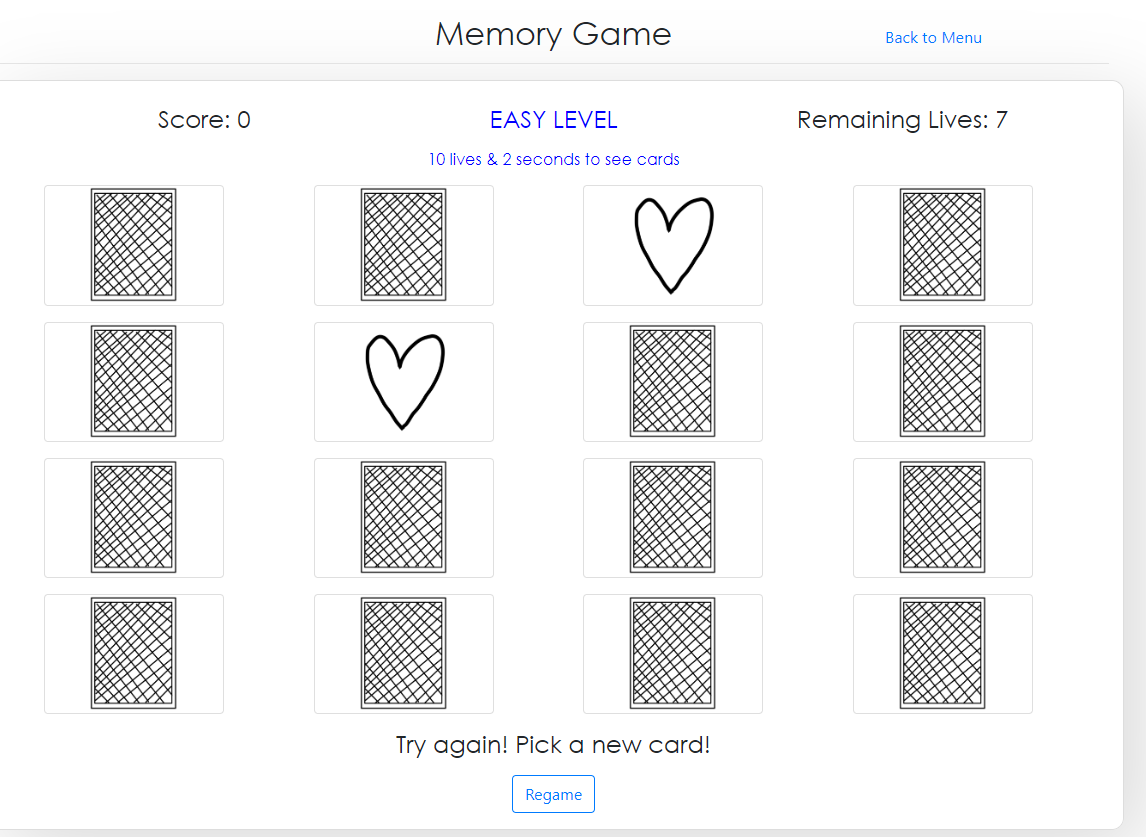 Memory Game
Back to Menu
Score: 0
EASY LEVEL
Remaining Lives: 7
10 lives & 2 seconds to see cards
Try again! Pick a new card!
Regame